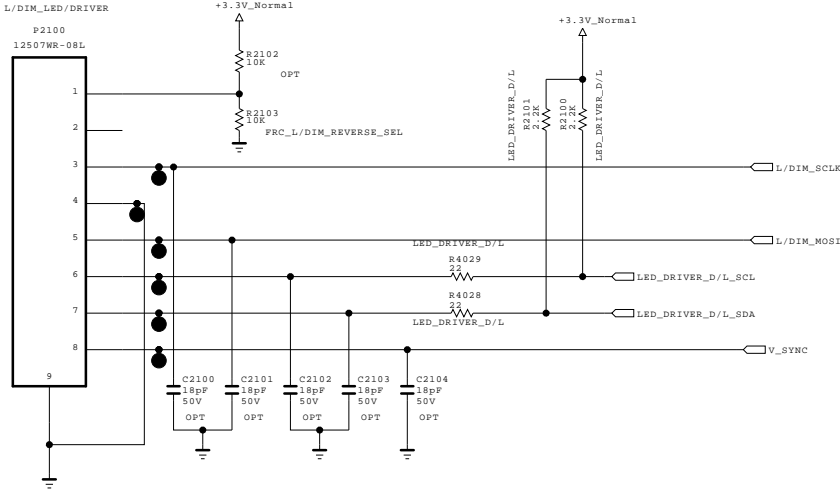 L/DIM_LED/DRIVER
P2100
12507WR-08L
+3.3V_Normal
R2102
10K
OPT
R2103
10K
FRC_L/DIM_REVERSE_SEL
+3.3V_Normal
LED_DRIVER_D/L
R2101
2.2K
R2100
2.2K
LED_DRIVER_D/L
1
2
3
L/DIM_SCLK
4
5
L/DIM_MOSI
LED_DRIVER_D/L
R4029
22
6
LED_DRIVER_D/L_SCL
R4028
22
7
LED_DRIVER_D/L_SDA
LED_DRIVER_D/L
8
V_SYNC
9
C2100
18pF
50V
OPT
C2101
18pF
50V
OPT
C2102
18pF
50V
OPT
C2103
18pF
50V
OPT
C2104
18pF
50V
OPT